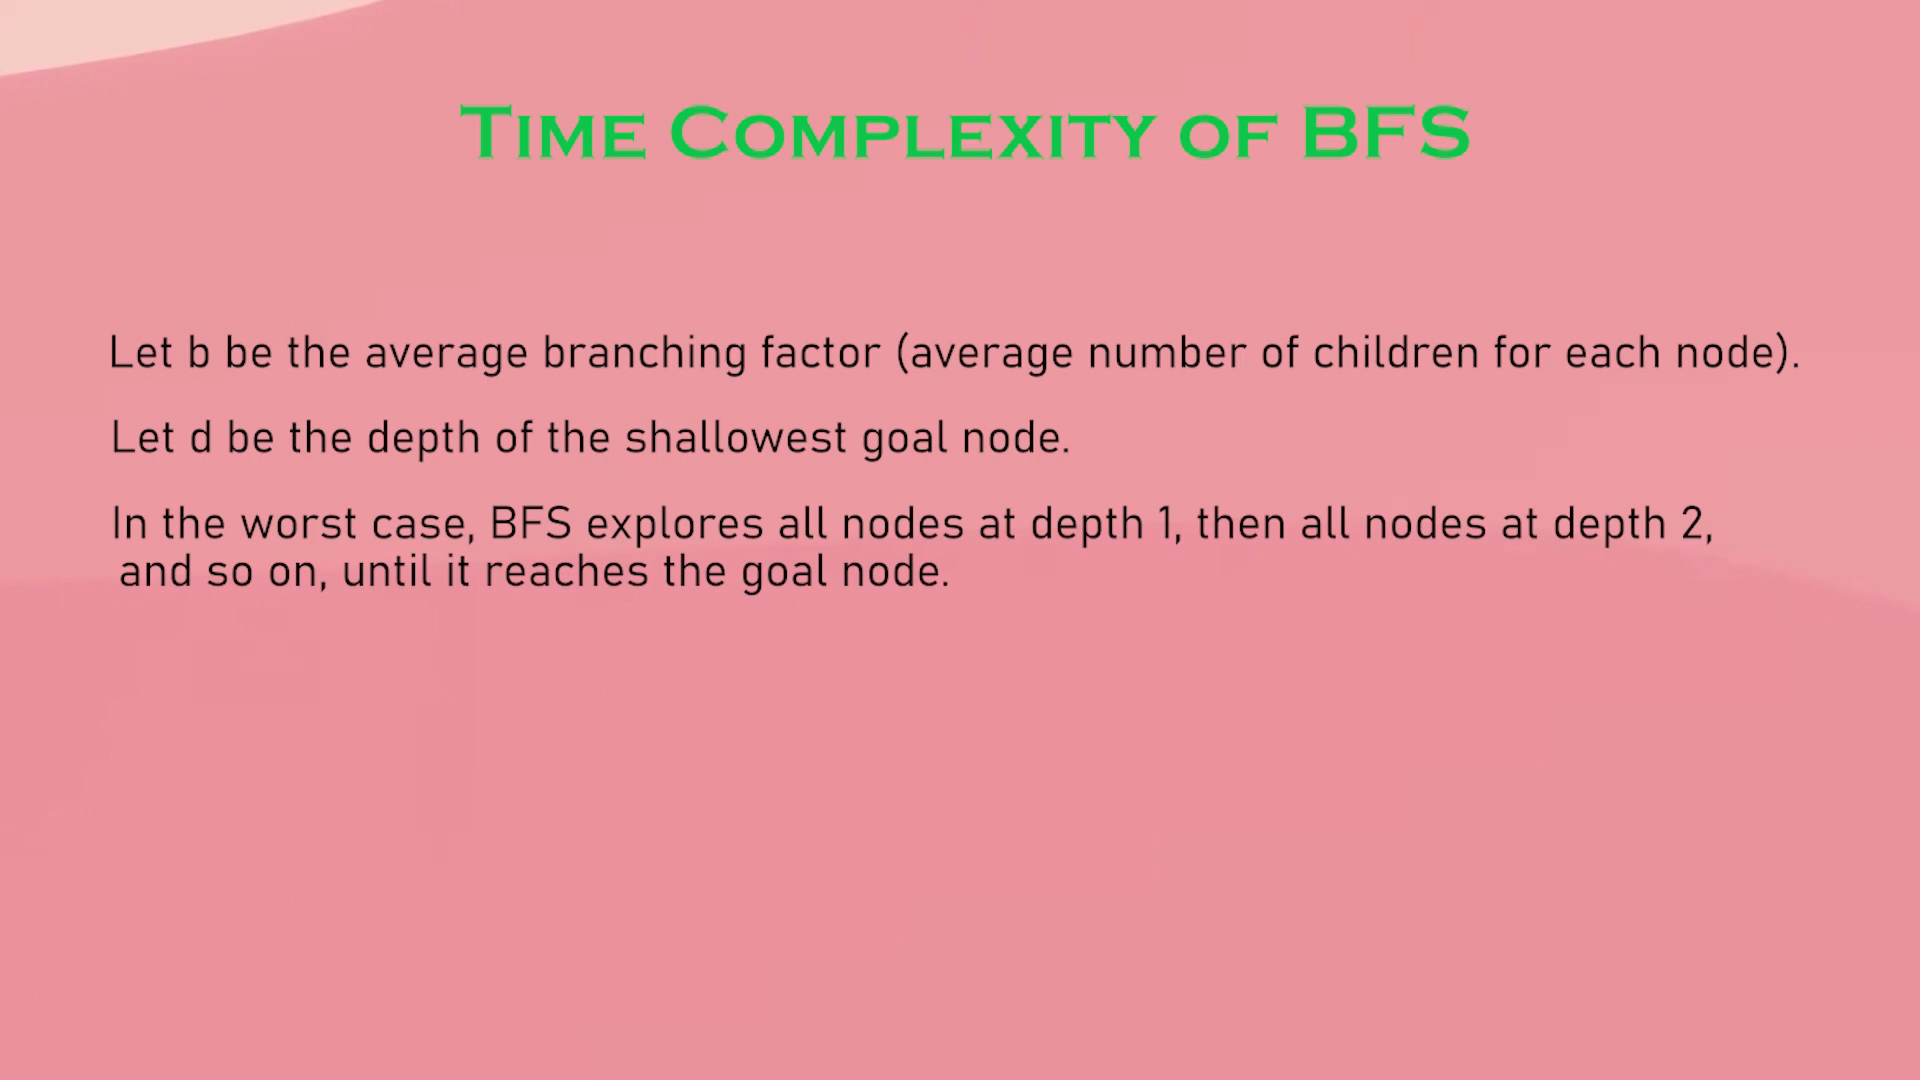 Time Complexity of BFS
Let b be the average branching factor (average number of children for each node).
Let d be the depth of the shallowest goal node.
In the worst case, BFS explores all nodes at depth 1, then all nodes at depth 2,
and so on, until it reaches the goal node.